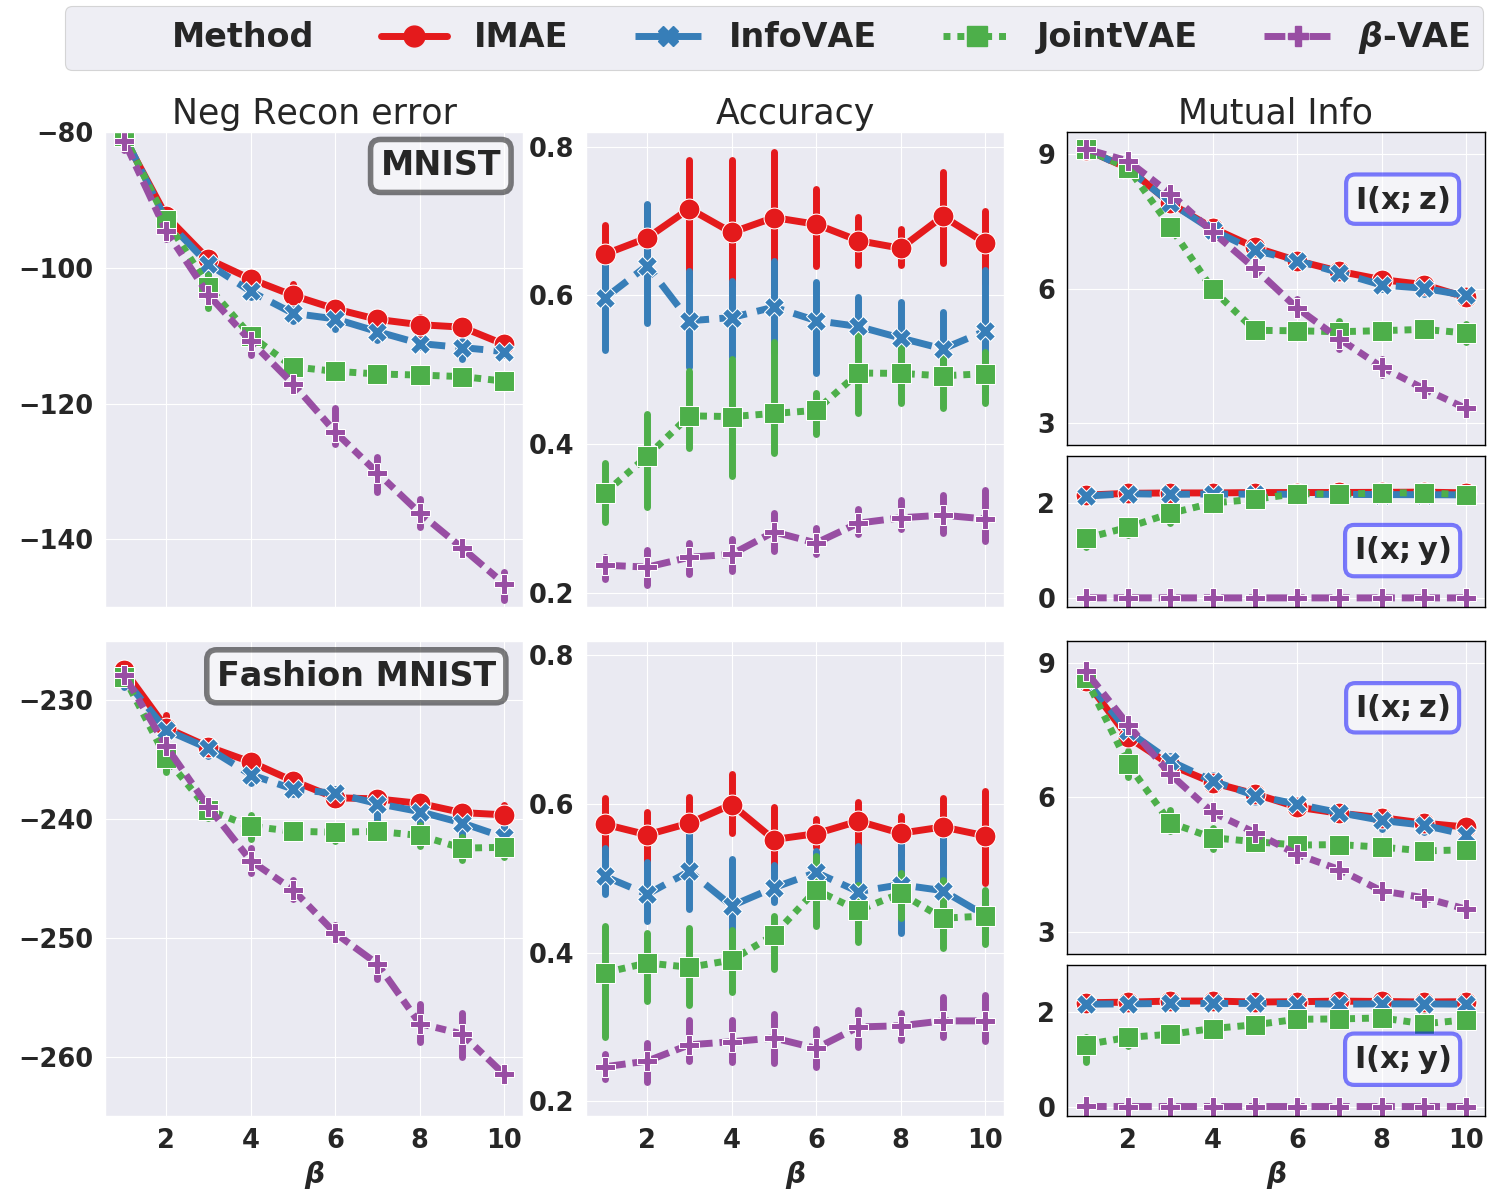 Method IMAE InfoVAE JointVAE β-VAE
Neg Recon error Accuracy Mutual Info
−80
−100
−120
−140
MNIST
0.8
0.6
0.4
0.2
9
6
3
I(x; z)
2
0
I(x; y)
−230
−240
−250
−260
Fashion MNIST
2 4 6 8 10
β
0.8
0.6
0.4
0.2
2 4 6 8 10
β
9
6
3
I(x; z)
2
0
I(x; y)
2 4 6 8 10
β